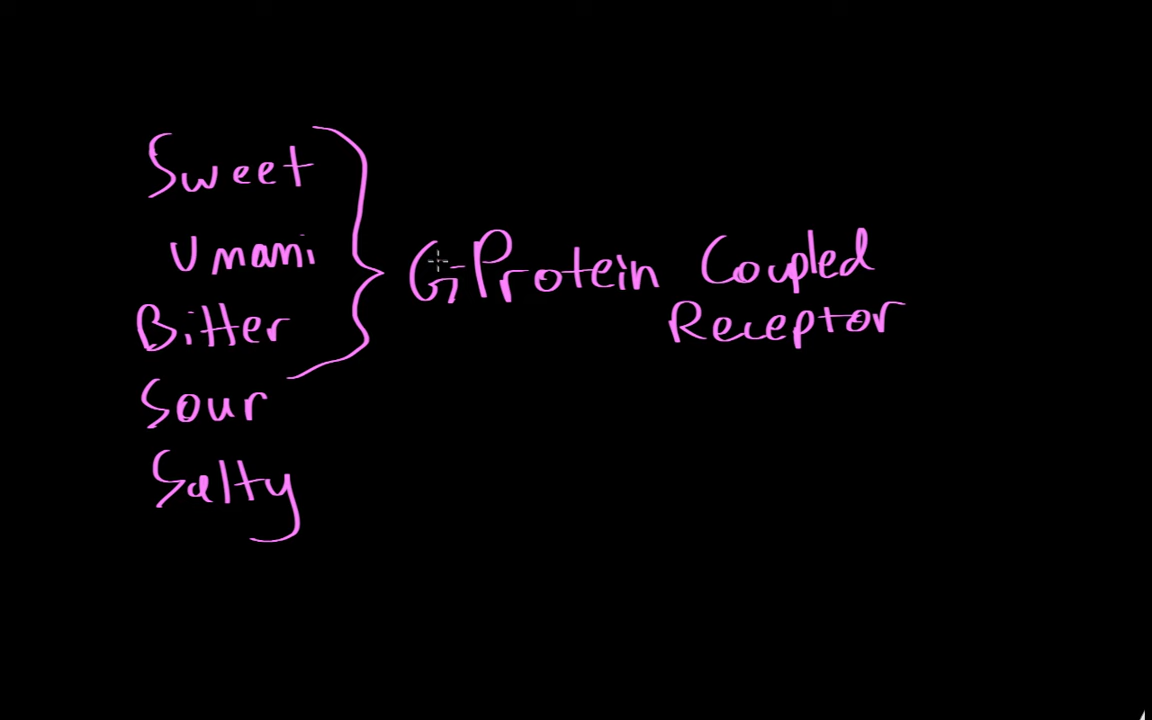 Sweet
Umami
Bitter
Sour
Salty
G Protein Coupled
Receptor